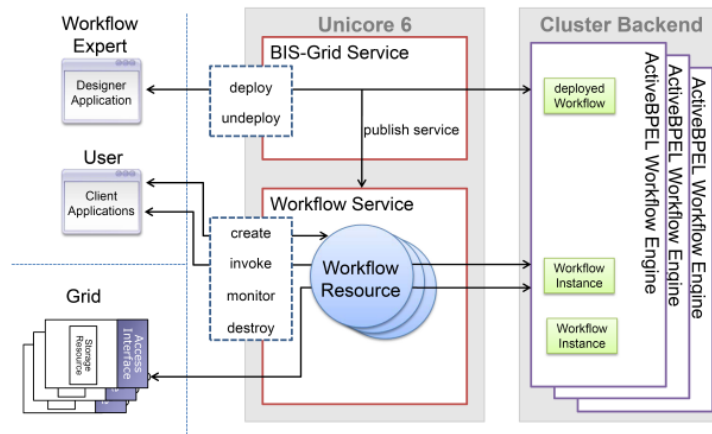 Workflow
Expert
Designer
Application
User
Client
Applications
Grid
Storage
Resource
Access
Interface
Unicore 6
BIS-Grid Service
deploy
undeploy
publish service
Workflow Service
create
invoke
monitor
destroy
Workflow
Resource
Cluster Backend
deployed
Workflow
Workflow
Instance
Workflow
Instance
ActiveBPEL Workflow Engine
ActiveBPEL Workflow Engine
ActiveBPEL Workflow Engine